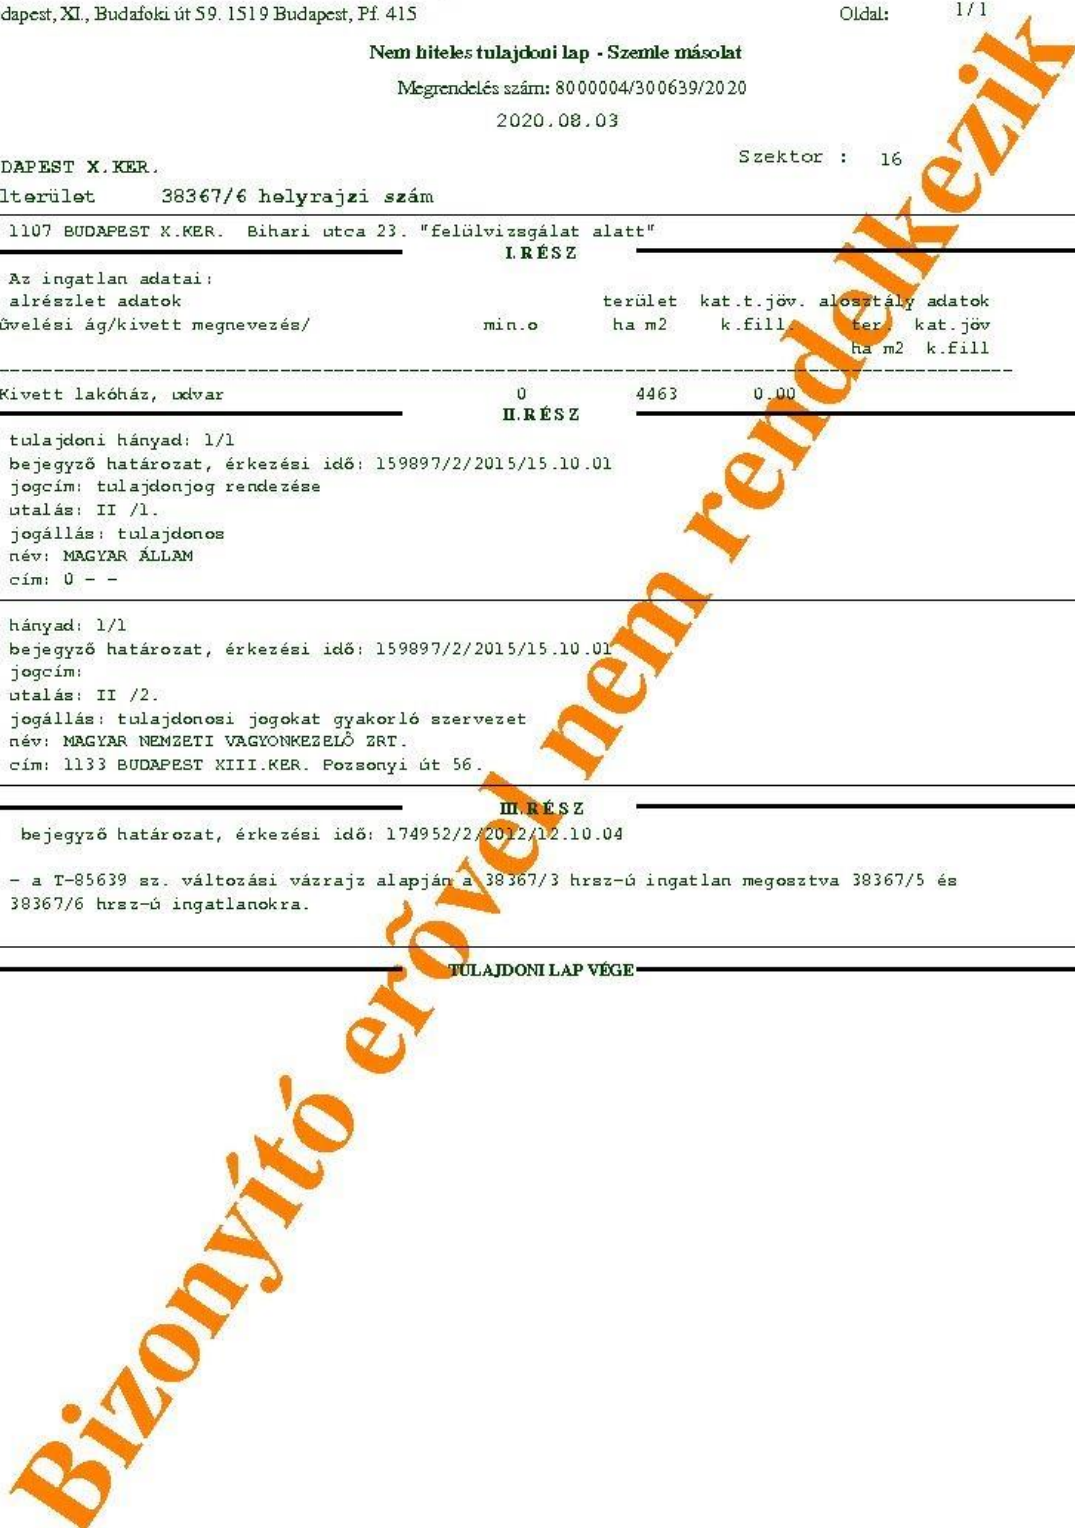 dapest, XI., Budafoki út 59. 1519 Budapest, Pf. 415 Oldal: 1/1
Nem hiteles tulajdoni lap - Szemle másolat
Megrendelés szám: 8000004/300639/2020
2020.08.03
DAPEST X.KER. Szektor : 16
lterület 38367/6 helyrajzi szám
1107 BUDAPEST X.KER. Bihari utca 23. "felülvizsgálat alatt"
I.RÉSZ
Az ingatlan adatai:
alrészlet adatok terület kat.t.jöv. alosztály adatok
űvelési ág/kivett megnevezés/ min.o ha m2 k.fill. ter. kat.jöv
ha m2 k.fill
Kivett lakóház, udvar 0 4463 0.00
II.RÉSZ
tulajdoni hányad: 1/1
bejegyző határozat, érkezési idő: 159897/2/2015/15.10.01
jogcím: tulajdonjog rendezése
utalás: II /1.
jogállás: tulajdonos
név: MAGYAR ÁLLAM
cím: 0 - -
hányad: 1/1
bejegyző határozat, érkezési idő: 159897/2/2015/15.10.01
jogcím:
utalás: II /2.
jogállás: tulajdonosi jogokat gyakorló szervezet
név: MAGYAR NEMZETI VAGYONKEZELÔ ZRT.
cím: 1133 BUDAPEST XIII.KER. Pozsonyi út 56.
III.RÉSZ
bejegyző határozat, érkezési idő: 174952/2/2012/12.10.04
- a T-85639 sz. változási vázrajz alapján a 38367/3 hrsz-ú ingatlan megosztva 38367/5 és
38367/6 hrsz-ú ingatlanokra.
TULAJDONI LAP VÉGE
Bizonyító erõvel nem rendelkezik